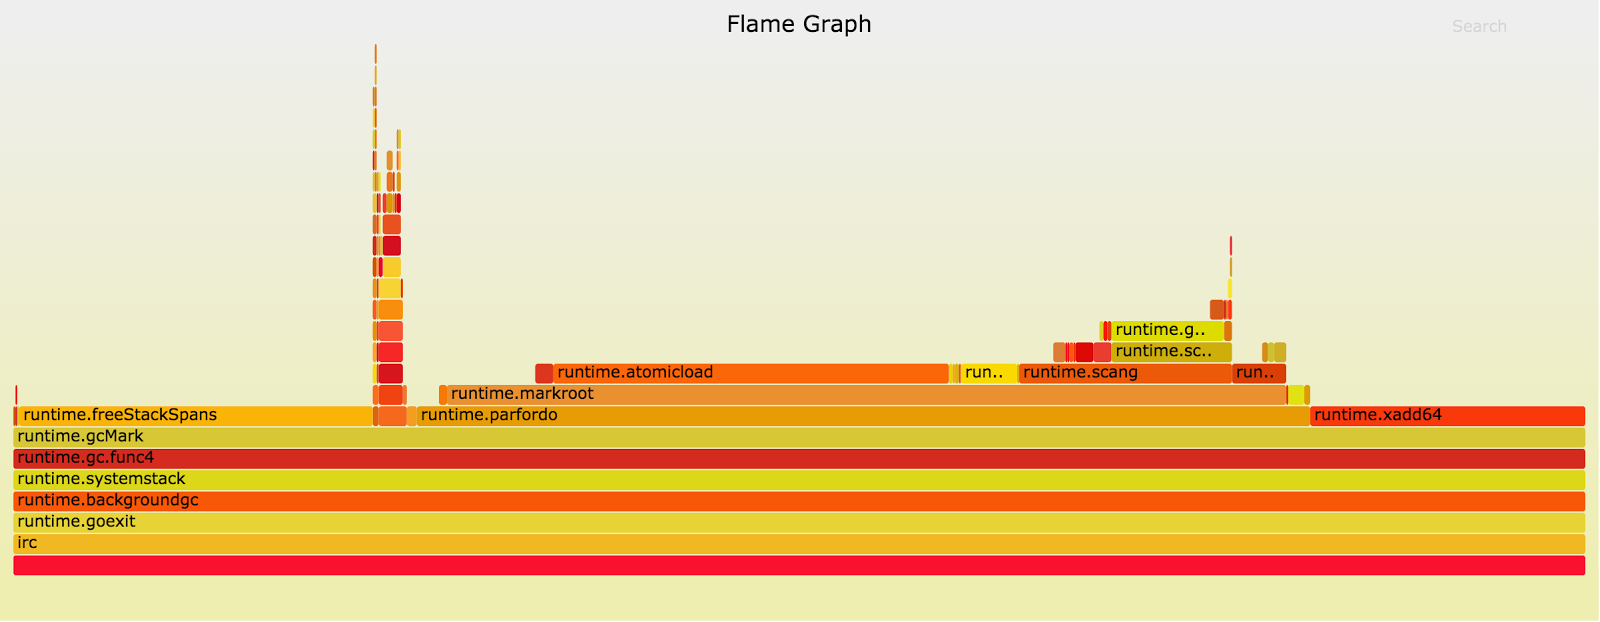 Flame Graph
Search
runtime.g..
runtime.sc..
runtime.atomicload
run..
runtime.scang
run..
runtime.markroot
runtime.freeStackSpans
runtime.parfordo
runtime.xadd64
runtime.gcMark
runtime.gc.func4
runtime.systemstack
runtime.backgroundgc
runtime.goexit
irc